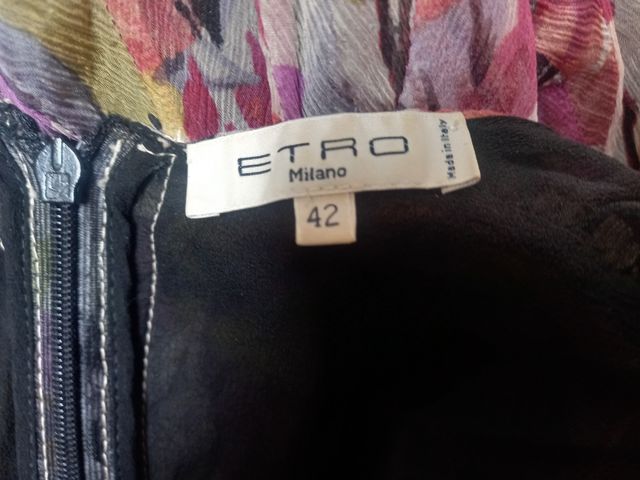 ETRO
Milano
Made in Italy
42